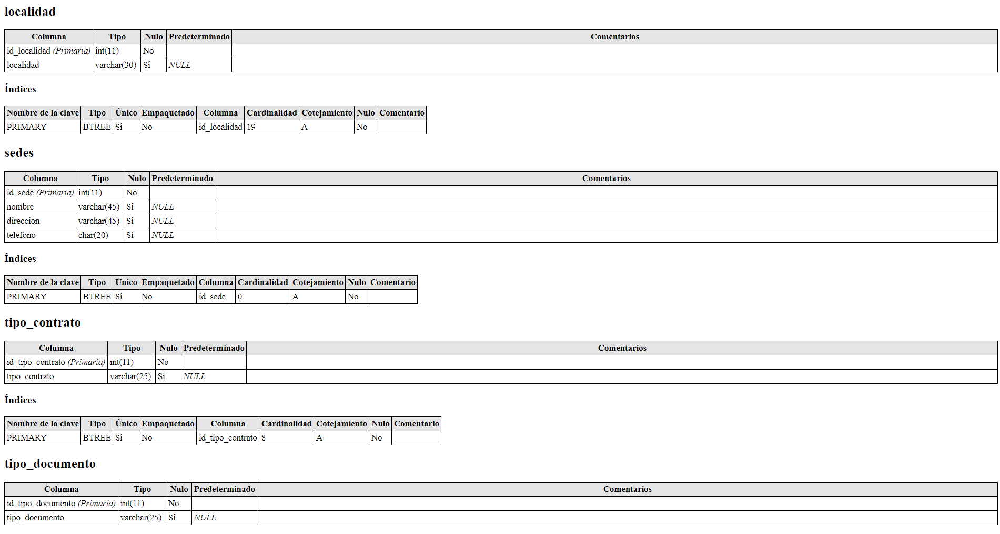 localidad
Columna Tipo Nulo Predeterminado Comentarios
id_localidad (Primaria) int(11) No
localidad varchar(30) Sí NULL
Índices
Nombre de la clave Tipo Único Empaquetado Columna Cardinalidad Cotejamiento Nulo Comentario
PRIMARY BTREE Sí No id_localidad 19 A No
sedes
Columna Tipo Nulo Predeterminado Comentarios
id_sede (Primaria) int(11) No
nombre varchar(45) Sí NULL
direccion varchar(45) Sí NULL
telefono char(20) Sí NULL
Índices
Nombre de la clave Tipo Único Empaquetado Columna Cardinalidad Cotejamiento Nulo Comentario
PRIMARY BTREE Sí No id_sede 0 A No
tipo_contrato
Columna Tipo Nulo Predeterminado Comentarios
id_tipo_contrato (Primaria) int(11) No
tipo_contrato varchar(25) Sí NULL
Índices
Nombre de la clave Tipo Único Empaquetado Columna Cardinalidad Cotejamiento Nulo Comentario
PRIMARY BTREE Sí No id_tipo_contrato 8 A No
tipo_documento
Columna Tipo Nulo Predeterminado Comentarios
id_tipo_documento (Primaria) int(11) No
tipo_documento varchar(25) Sí NULL